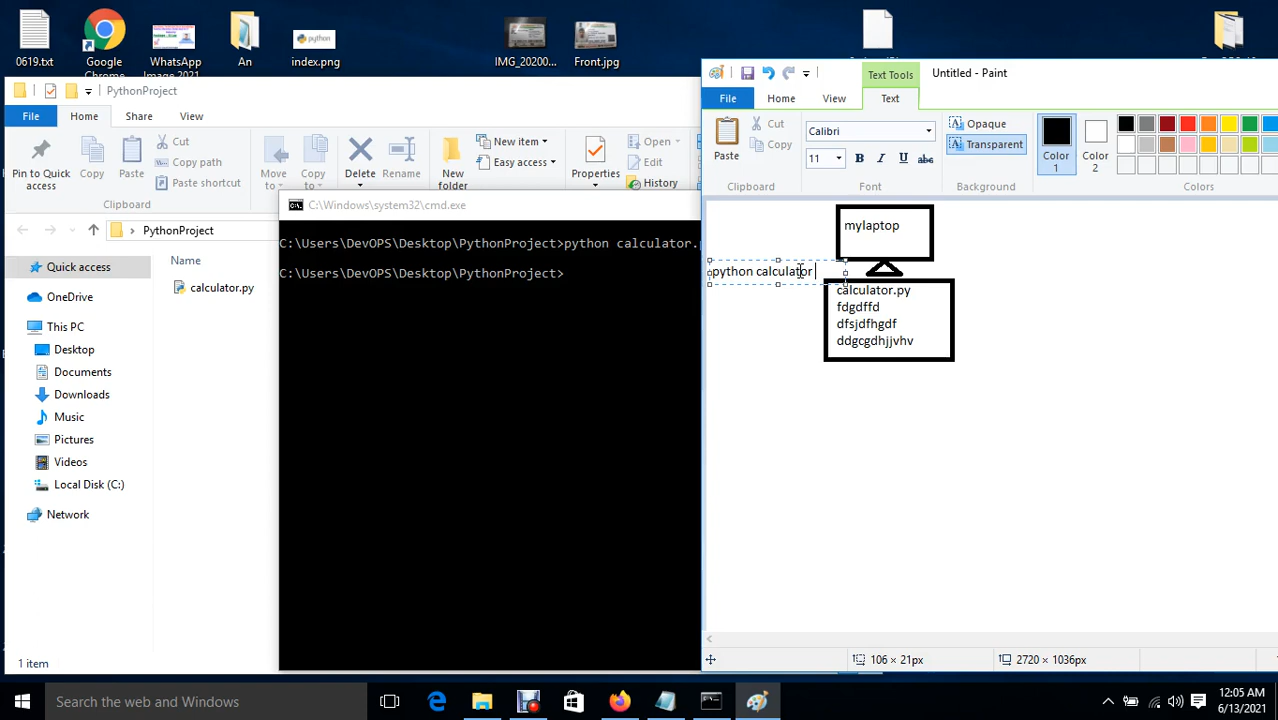 0619.txt
Google
Chrome
WhatsApp
Image 2021
An
index.png
IMG_20200...
Front.jpg
PythonProject
File
Home
Share
View
Pin to Quick
access
Copy
Paste
Cut
Copy path
Paste shortcut
Clipboard
Move
to
Copy
to
Delete
Rename
New
folder
New item
Easy access
Properties
Open
Edit
History
PythonProject
Quick access
OneDrive
This PC
Desktop
Documents
Downloads
Music
Pictures
Videos
Local Disk (C:)
Network
Name
calculator.py
1 item
C:\Windows\system32\cmd.exe
C:\Users\DevOPS\Desktop\PythonProject>python calculator.
C:\Users\DevOPS\Desktop\PythonProject>
Text Tools
Untitled - Paint
File
Home
View
Text
Paste
Cut
Copy
Clipboard
Calibri
11
B I U abc
Font
Opaque
Transparent
Background
Color
1
Color
2
Colors
mylaptop
python calculator
calculator.py
fdgdffd
dfsjdfhgdf
ddgcgdhjjvhv
106 × 21px
2720 × 1036px
Search the web and Windows
12:05 AM
6/13/2021